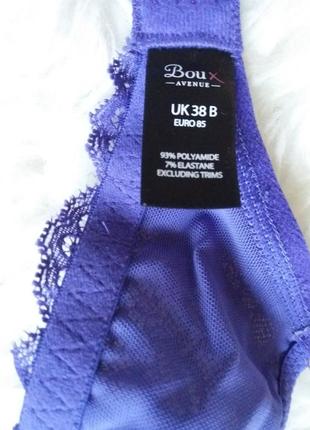 Boux
AVENUE
UK 38 B
EURO 85
93% POLYAMIDE
7% ELASTANE
EXCLUDING TRIMS